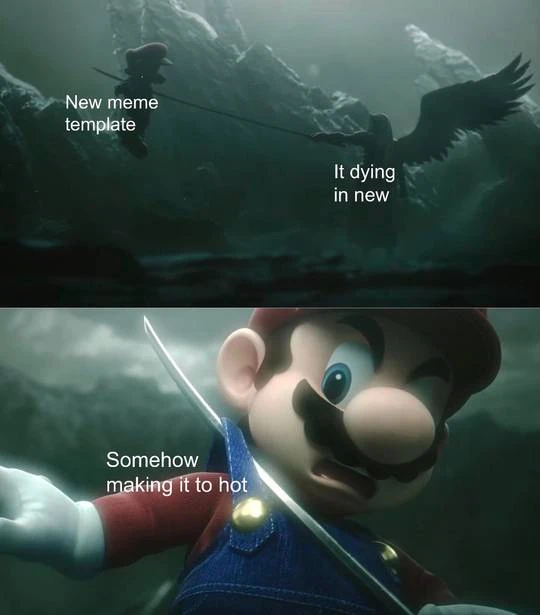 New meme
template
It dying
in new
Somehow
making it to hot